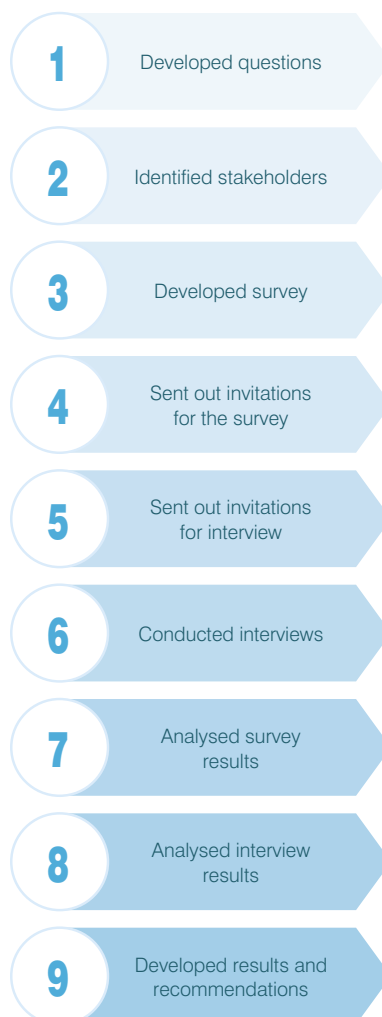 1
Developed questions
2
Identified stakeholders
3
Developed survey
4
Sent out invitations
for the survey
5
Sent out invitations
for interview
6
Conducted interviews
7
Analysed survey
results
8
Analysed interview
results
9
Developed results and
recommendations